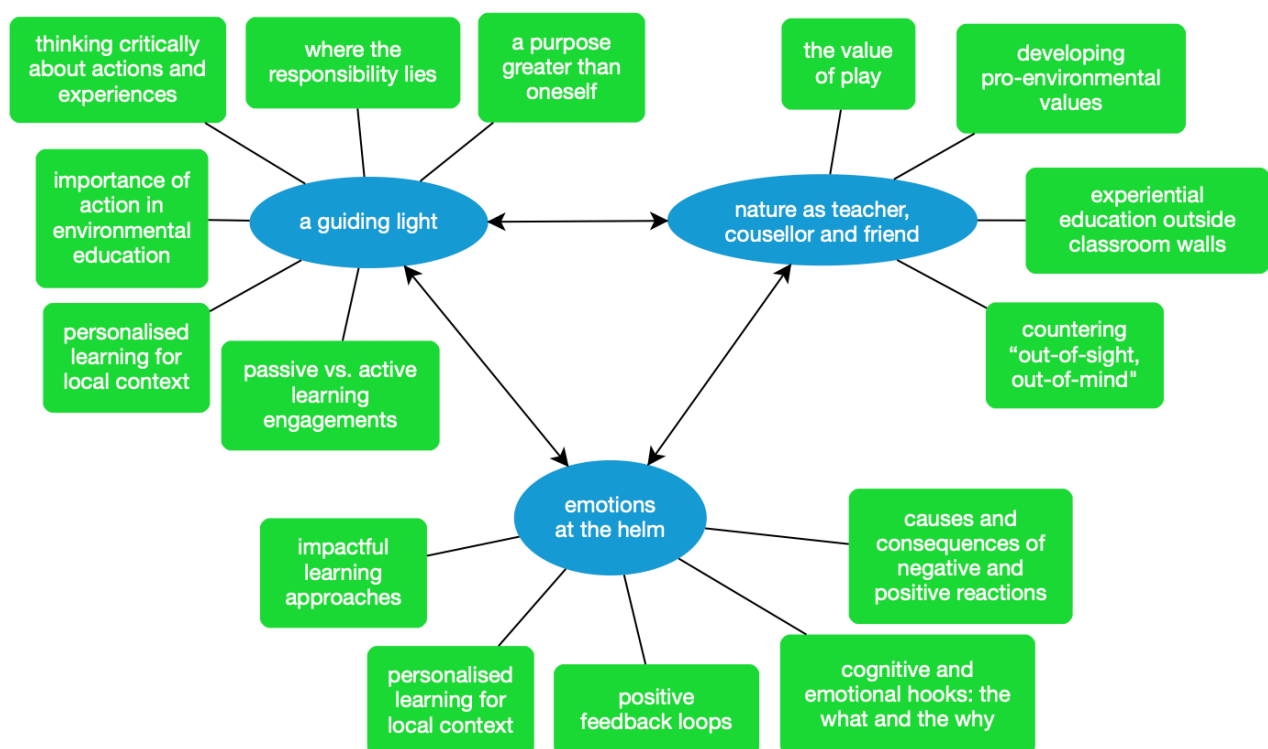 thinking critically
about actions and
experiences
where the
responsibility lies
a purpose
greater than
oneself
the value
of play
developing
pro-environmental
values
importance of
action in
environmental
education
a guiding light
nature as teacher,
cousellor and friend
experiential
education outside
classroom walls
personalised
learning for
local context
passive vs. active
learning
engagements
countering
“out-of-sight,
out-of-mind"
emotions
at the helm
impactful
learning
approaches
causes and
consequences of
negative and
positive reactions
personalised
learning for
local context
positive
feedback loops
cognitive and
emotional hooks: the
what and the why